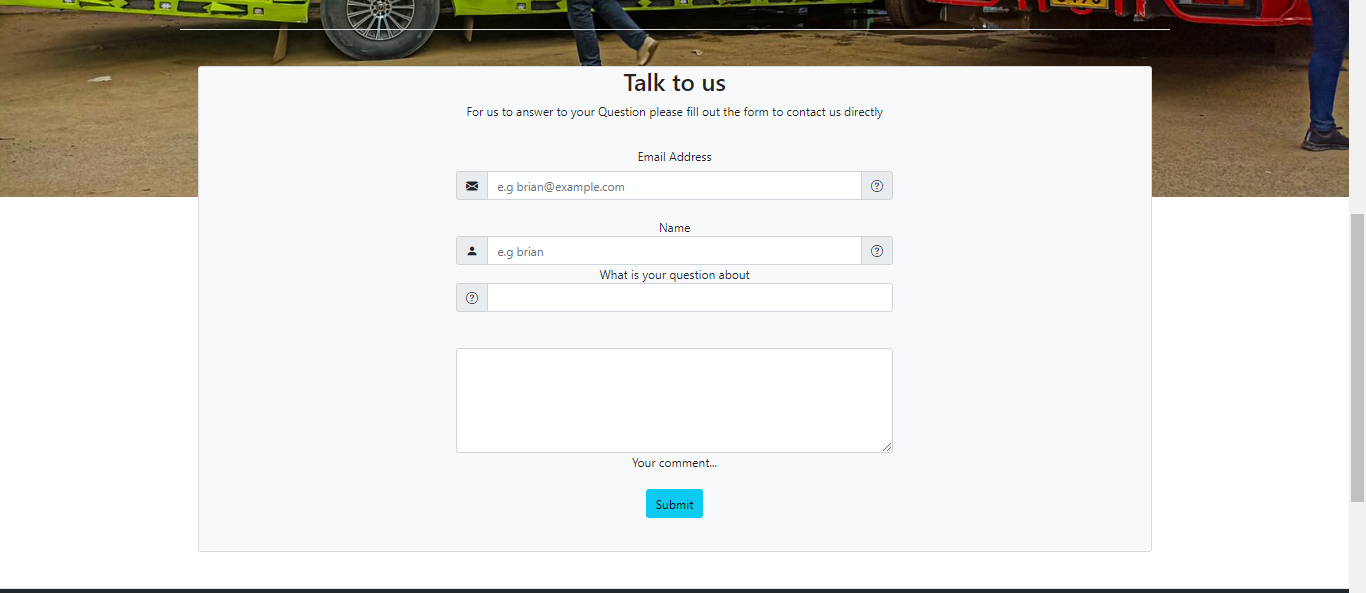 Talk to us
For us to answer to your Question please fill out the form to contact us directly
Email Address
e.g brian@example.com
Name
e.g brian
What is your question about
Your comment...
Submit